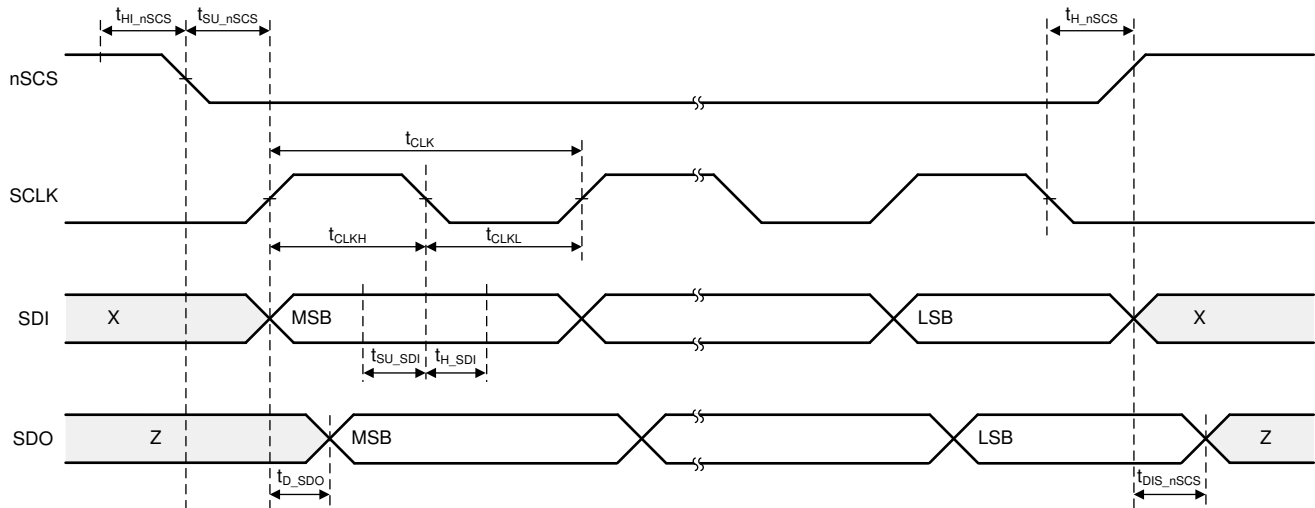 tHI_nSCS tSU_nSCS tH_nSCS
nSCS
tCLK
SCLK
tCLKH tCLKL
SDI X MSB LSB X
tSU_SDI tH_SDI
SDO Z MSB LSB Z
tD_SDO tDIS_nSCS